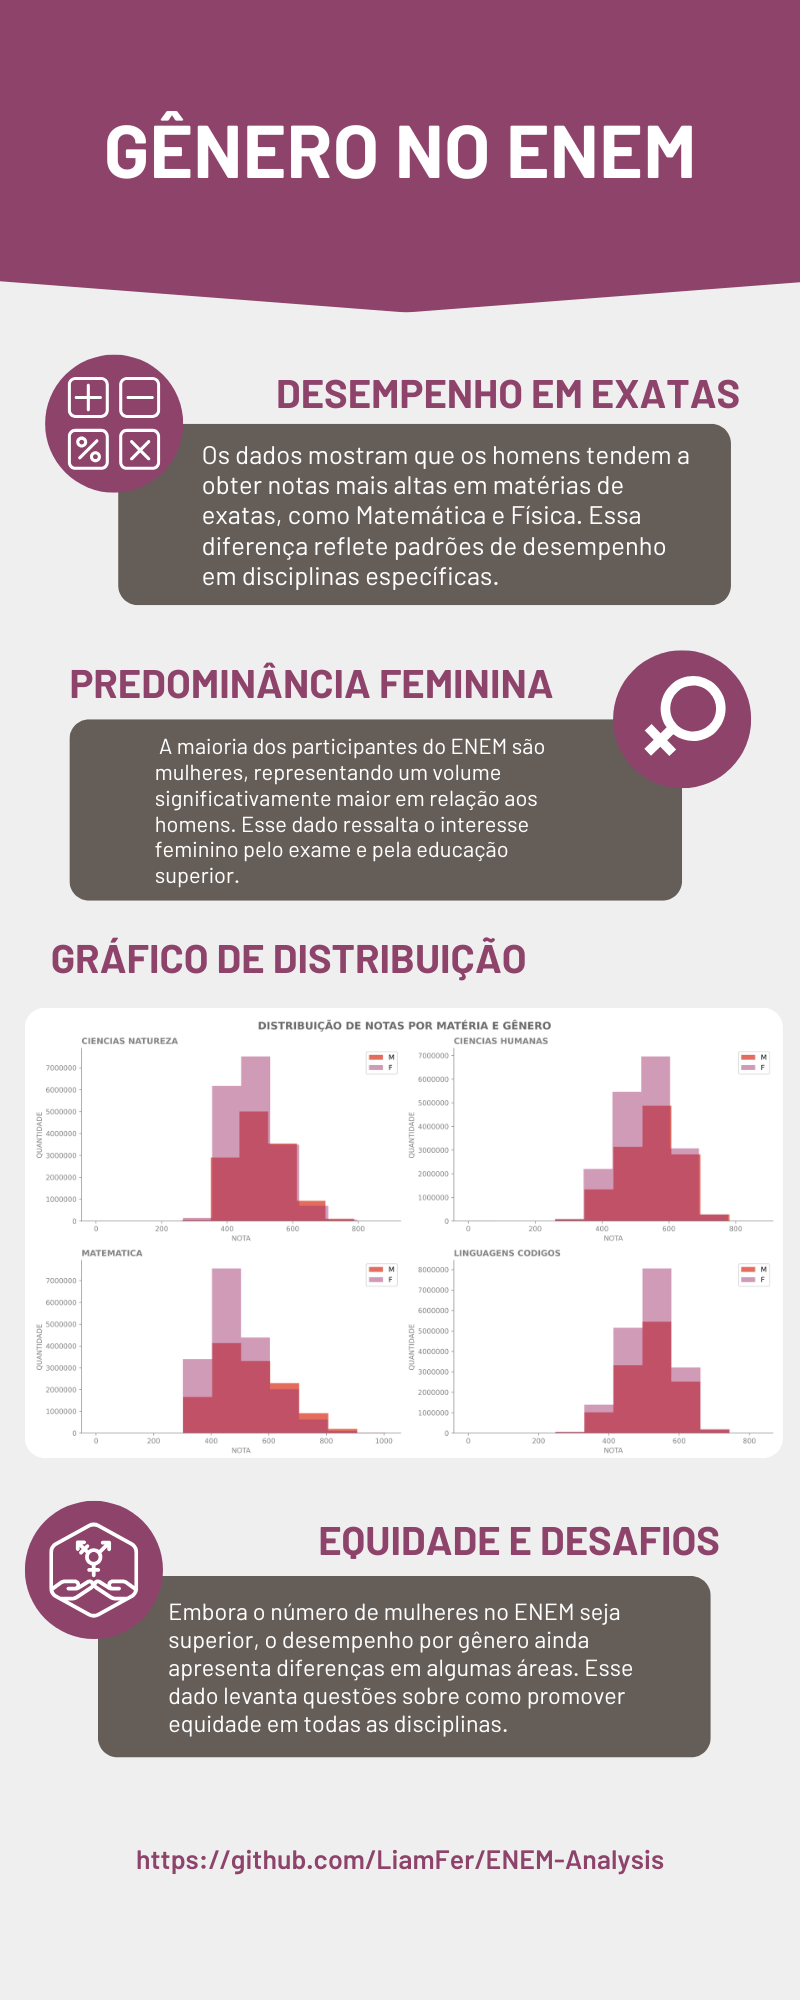 GÊNERO NO ENEM
DESEMPENHO EM EXATAS
Os dados mostram que os homens tendem a
obter notas mais altas em matérias de
exatas, como Matemática e Física. Essa
diferença reflete padrões de desempenho
em disciplinas específicas.
PREDOMINÂNCIA FEMININA
A maioria dos participantes do ENEM são
mulheres, representando um volume
significativamente maior em relação aos
homens. Esse dado ressalta o interesse
feminino pelo exame e pela educação
superior.
GRÁFICO DE DISTRIBUIÇÃO
DISTRIBUIÇÃO DE NOTAS POR MATÉRIA E GÊNERO
CIENCIAS NATUREZA
M
F
7000000
6000000
5000000
4000000
3000000
2000000
1000000
0
QUANTIDADE
0 200 400 600 800
NOTA
CIENCIAS HUMANAS
M
F
7000000
6000000
5000000
4000000
3000000
2000000
1000000
0
QUANTIDADE
0 200 400 600 800
NOTA
MATEMATICA
M
F
7000000
6000000
5000000
4000000
3000000
2000000
1000000
0
QUANTIDADE
0 200 400 600 800 1000
NOTA
LINGUAGENS CODIGOS
M
F
8000000
7000000
6000000
5000000
4000000
3000000
2000000
1000000
0
QUANTIDADE
0 200 400 600 800
NOTA
EQUIDADE E DESAFIOS
Embora o número de mulheres no ENEM seja
superior, o desempenho por gênero ainda
apresenta diferenças em algumas áreas. Esse
dado levanta questões sobre como promover
equidade em todas as disciplinas.
https://github.com/LiamFer/ENEM-Analysis